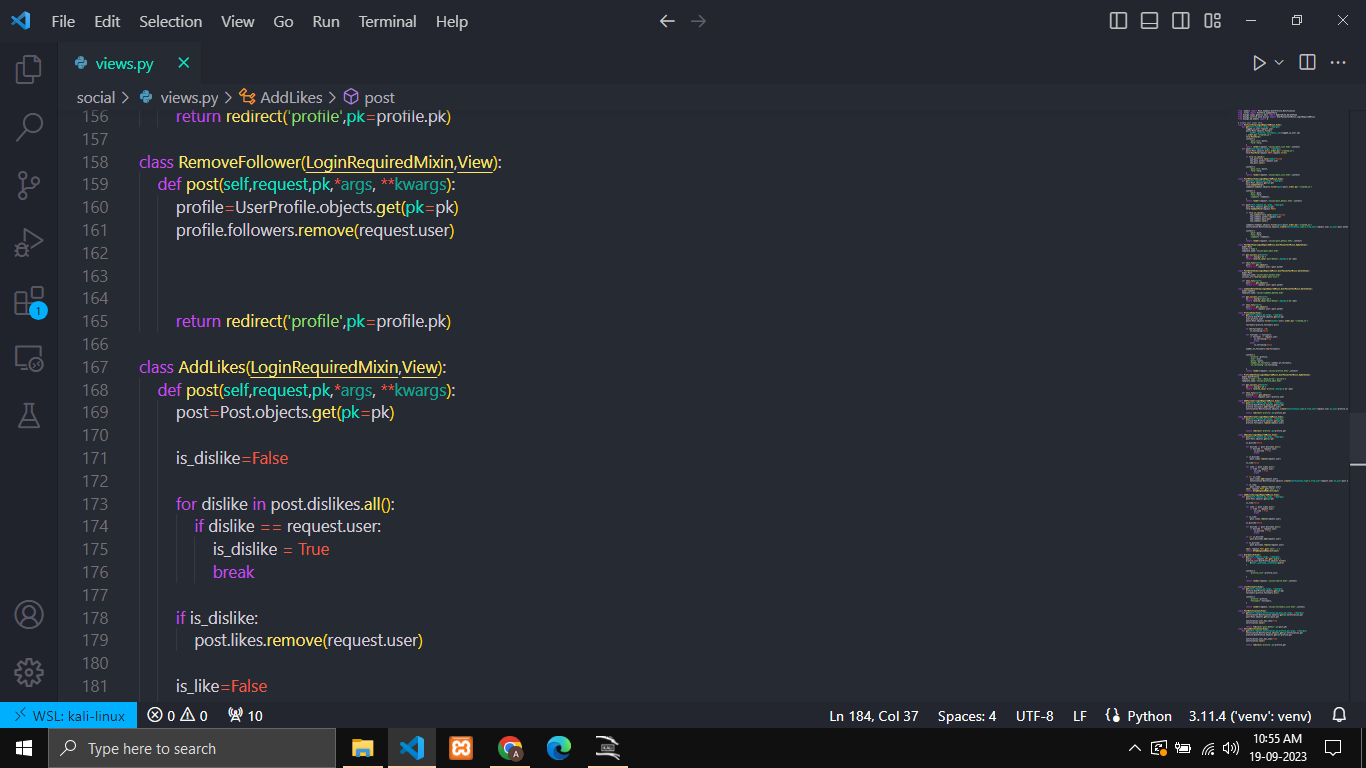 File Edit Selection View Go Run Terminal Help
views.py
social > views.py > AddLikes > post
156 return redirect('profile',pk=profile.pk)
157
158 class RemoveFollower(LoginRequiredMixin,View):
159 def post(self,request,pk,*args, **kwargs):
160 profile=UserProfile.objects.get(pk=pk)
161 profile.followers.remove(request.user)
162
163
164
165 return redirect('profile',pk=profile.pk)
166
167 class AddLikes(LoginRequiredMixin,View):
168 def post(self,request,pk,*args, **kwargs):
169 post=Post.objects.get(pk=pk)
170
171 is_dislike=False
172
173 for dislike in post.dislikes.all():
174 if dislike == request.user:
175 is_dislike = True
176 break
177
178 if is_dislike:
179 post.likes.remove(request.user)
180
181 is_like=False
1
WSL: kali-linux 0 0 10 Ln 184, Col 37 Spaces: 4 UTF-8 LF Python 3.11.4 ('venv': venv)
Type here to search
10:55 AM
19-09-2023